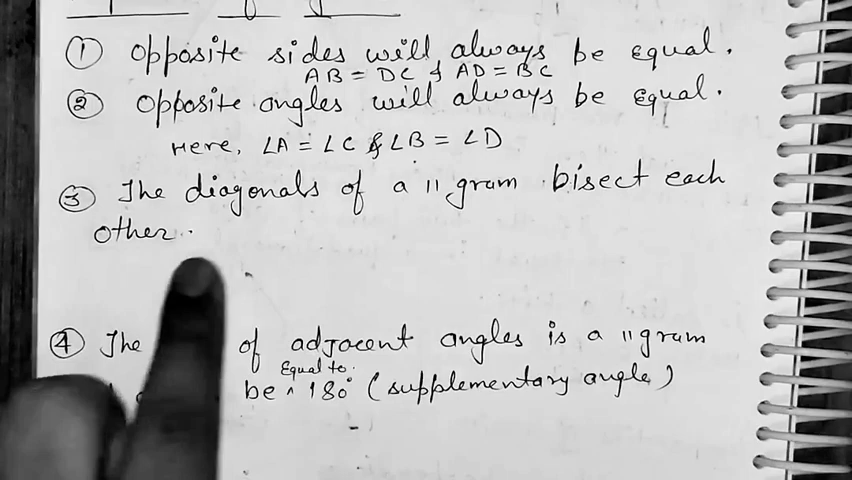 ① Opposite sides will always be equal.
AB = DC & AD = BC
② Opposite angles will always be equal.
Here, ∠A = ∠C & ∠B = ∠D
③ The diagonals of a ||gram bisect each
other.
④ The of adjacent angles is a ||gram
Equal to
be ^ 180° (supplementary angle)